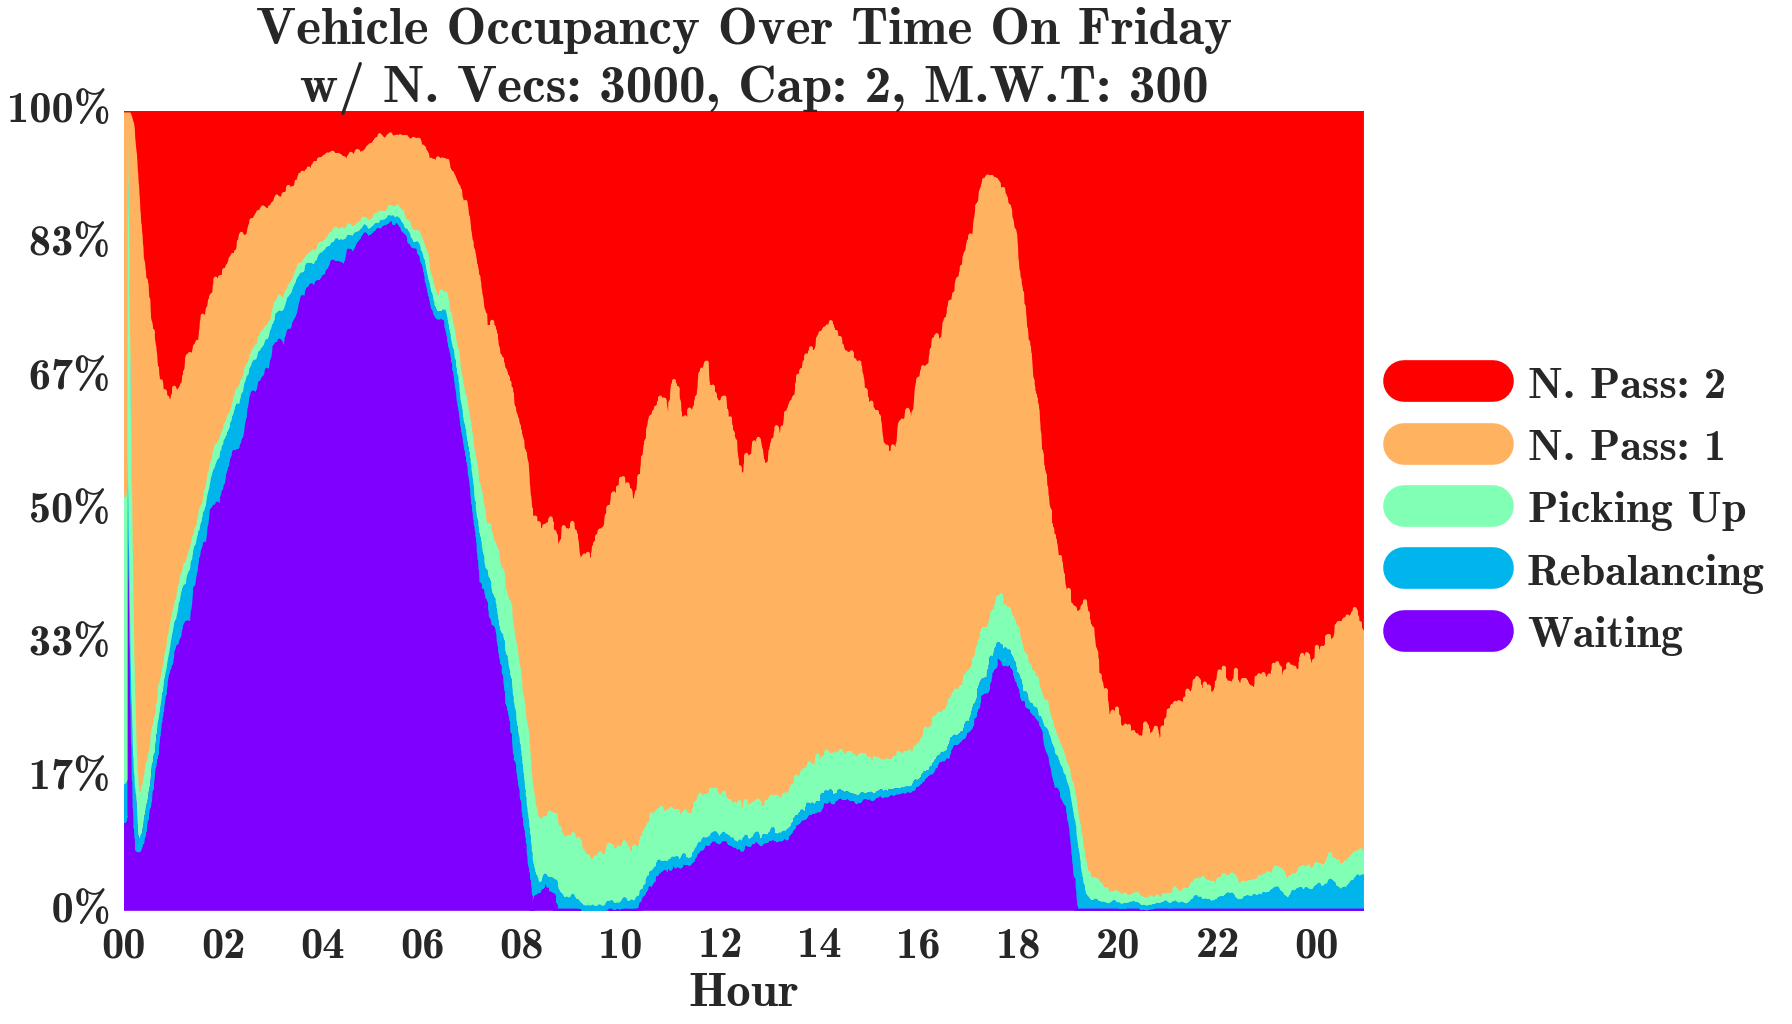 Vehicle Occupancy Over Time On Friday
w/ N. Vecs: 3000, Cap: 2, M.W.T: 300
100%
83%
67%
50%
33%
17%
0%
00 02 04 06 08 10 12 14 16 18 20 22 00
Hour
N. Pass: 2
N. Pass: 1
Picking Up
Rebalancing
Waiting